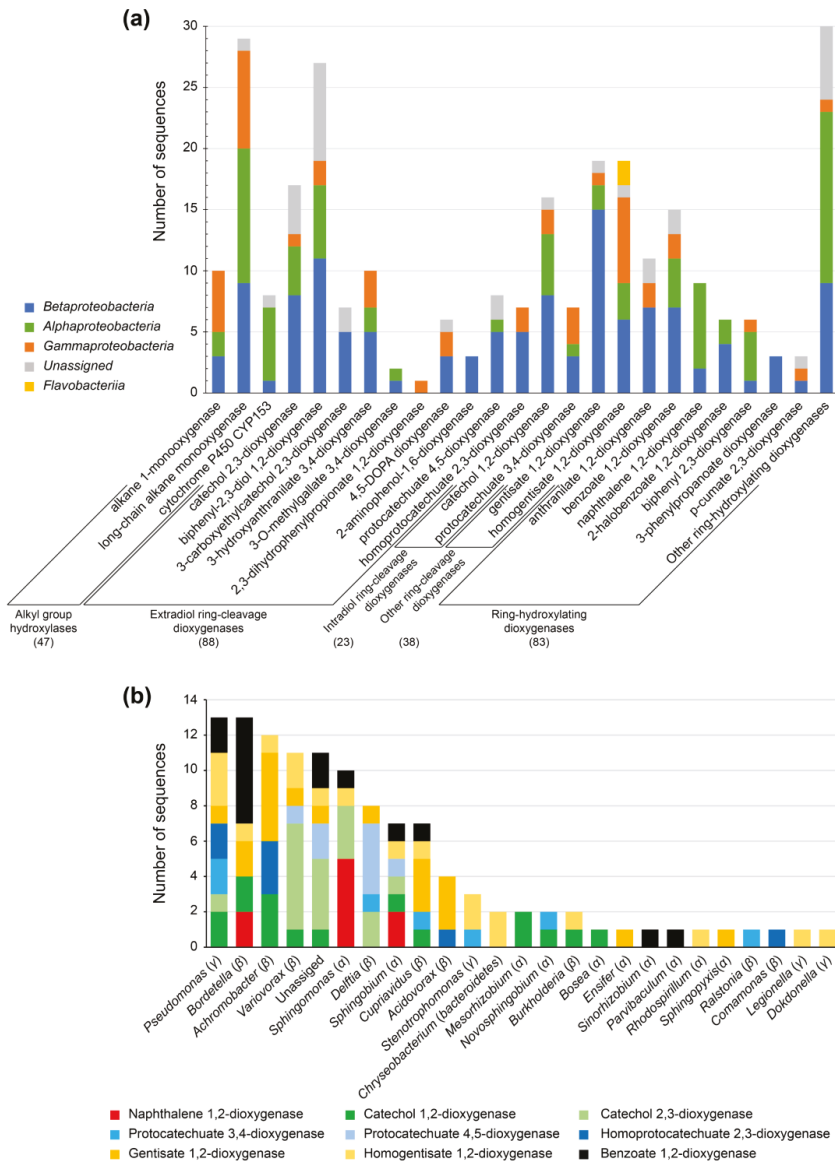 (a)
30
25
20
15
10
5
0
Number of sequences
Betaproteobacteria
Alphaproteobacteria
Gammaproteobacteria
Unassigned
Flavobacteriia
alkane 1-monooxygenase
long-chain alkane monooxygenase
cytochrome P450 CYP153
catechol 2,3-dioxygenase
biphenyl-2,3-diol 1,2-dioxygenase
3-carboxyethylcatechol 2,3-dioxygenase
3-hydroxyanthranilate 3,4-dioxygenase
3-O-methylgallate 3,4-dioxygenase
2,3-dihydroxyphenylpropionate 1,2-dioxygenase
4,5-DOPA dioxygenase
2-aminophenol-1,6-dioxygenase
protocatechuate 4,5-dioxygenase
homoprotocatechuate 2,3-dioxygenase
catechol 1,2-dioxygenase
protocatechuate 3,4-dioxygenase
gentisate 1,2-dioxygenase
homogentisate 1,2-dioxygenase
anthranilate 1,2-dioxygenase
benzoate 1,2-dioxygenase
naphthalene 1,2-dioxygenase
2-halobenzoate 1,2-dioxygenase
biphenyl 2,3-dioxygenase
3-phenylpropanoate dioxygenase
p-cumate 2,3-dioxygenase
Other ring-hydroxylating dioxygenases
Alkyl group
hydroxylases
(47)
Extradiol ring-cleavage
dioxygenases
(88)
Intradiol ring-cleavage
dioxygenases
(23)
Other ring-cleavage
dioxygenases
(38)
Ring-hydroxylating
dioxygenases
(83)
(b)
14
12
10
8
6
4
2
0
Number of sequences
Pseudomonas (γ)
Bordetella (β)
Achromobacter (β)
Variovorax (β)
Unassiged
Sphingomonas (α)
Delftia (β)
Sphingobium (α)
Cupriavidus (β)
Acidovorax (β)
Stenotrophomonas (γ)
Chryseobacterium (bacteroidetes)
Mesorhizobium (α)
Novosphingobium (α)
Burkholderia (β)
Bosea (α)
Ensifer (α)
Sinorhizobium (α)
Parvibaculum (α)
Rhodospirillum (α)
Sphingopyxis(α)
Ralstonia (β)
Comamonas (β)
Legionella (γ)
Dokdonella (γ)
Naphthalene 1,2-dioxygenase
Catechol 1,2-dioxygenase
Catechol 2,3-dioxygenase
Protocatechuate 3,4-dioxygenase
Protocatechuate 4,5-dioxygenase
Homoprotocatechuate 2,3-dioxygenase
Gentisate 1,2-dioxygenase
Homogentisate 1,2-dioxygenase
Benzoate 1,2-dioxygenase